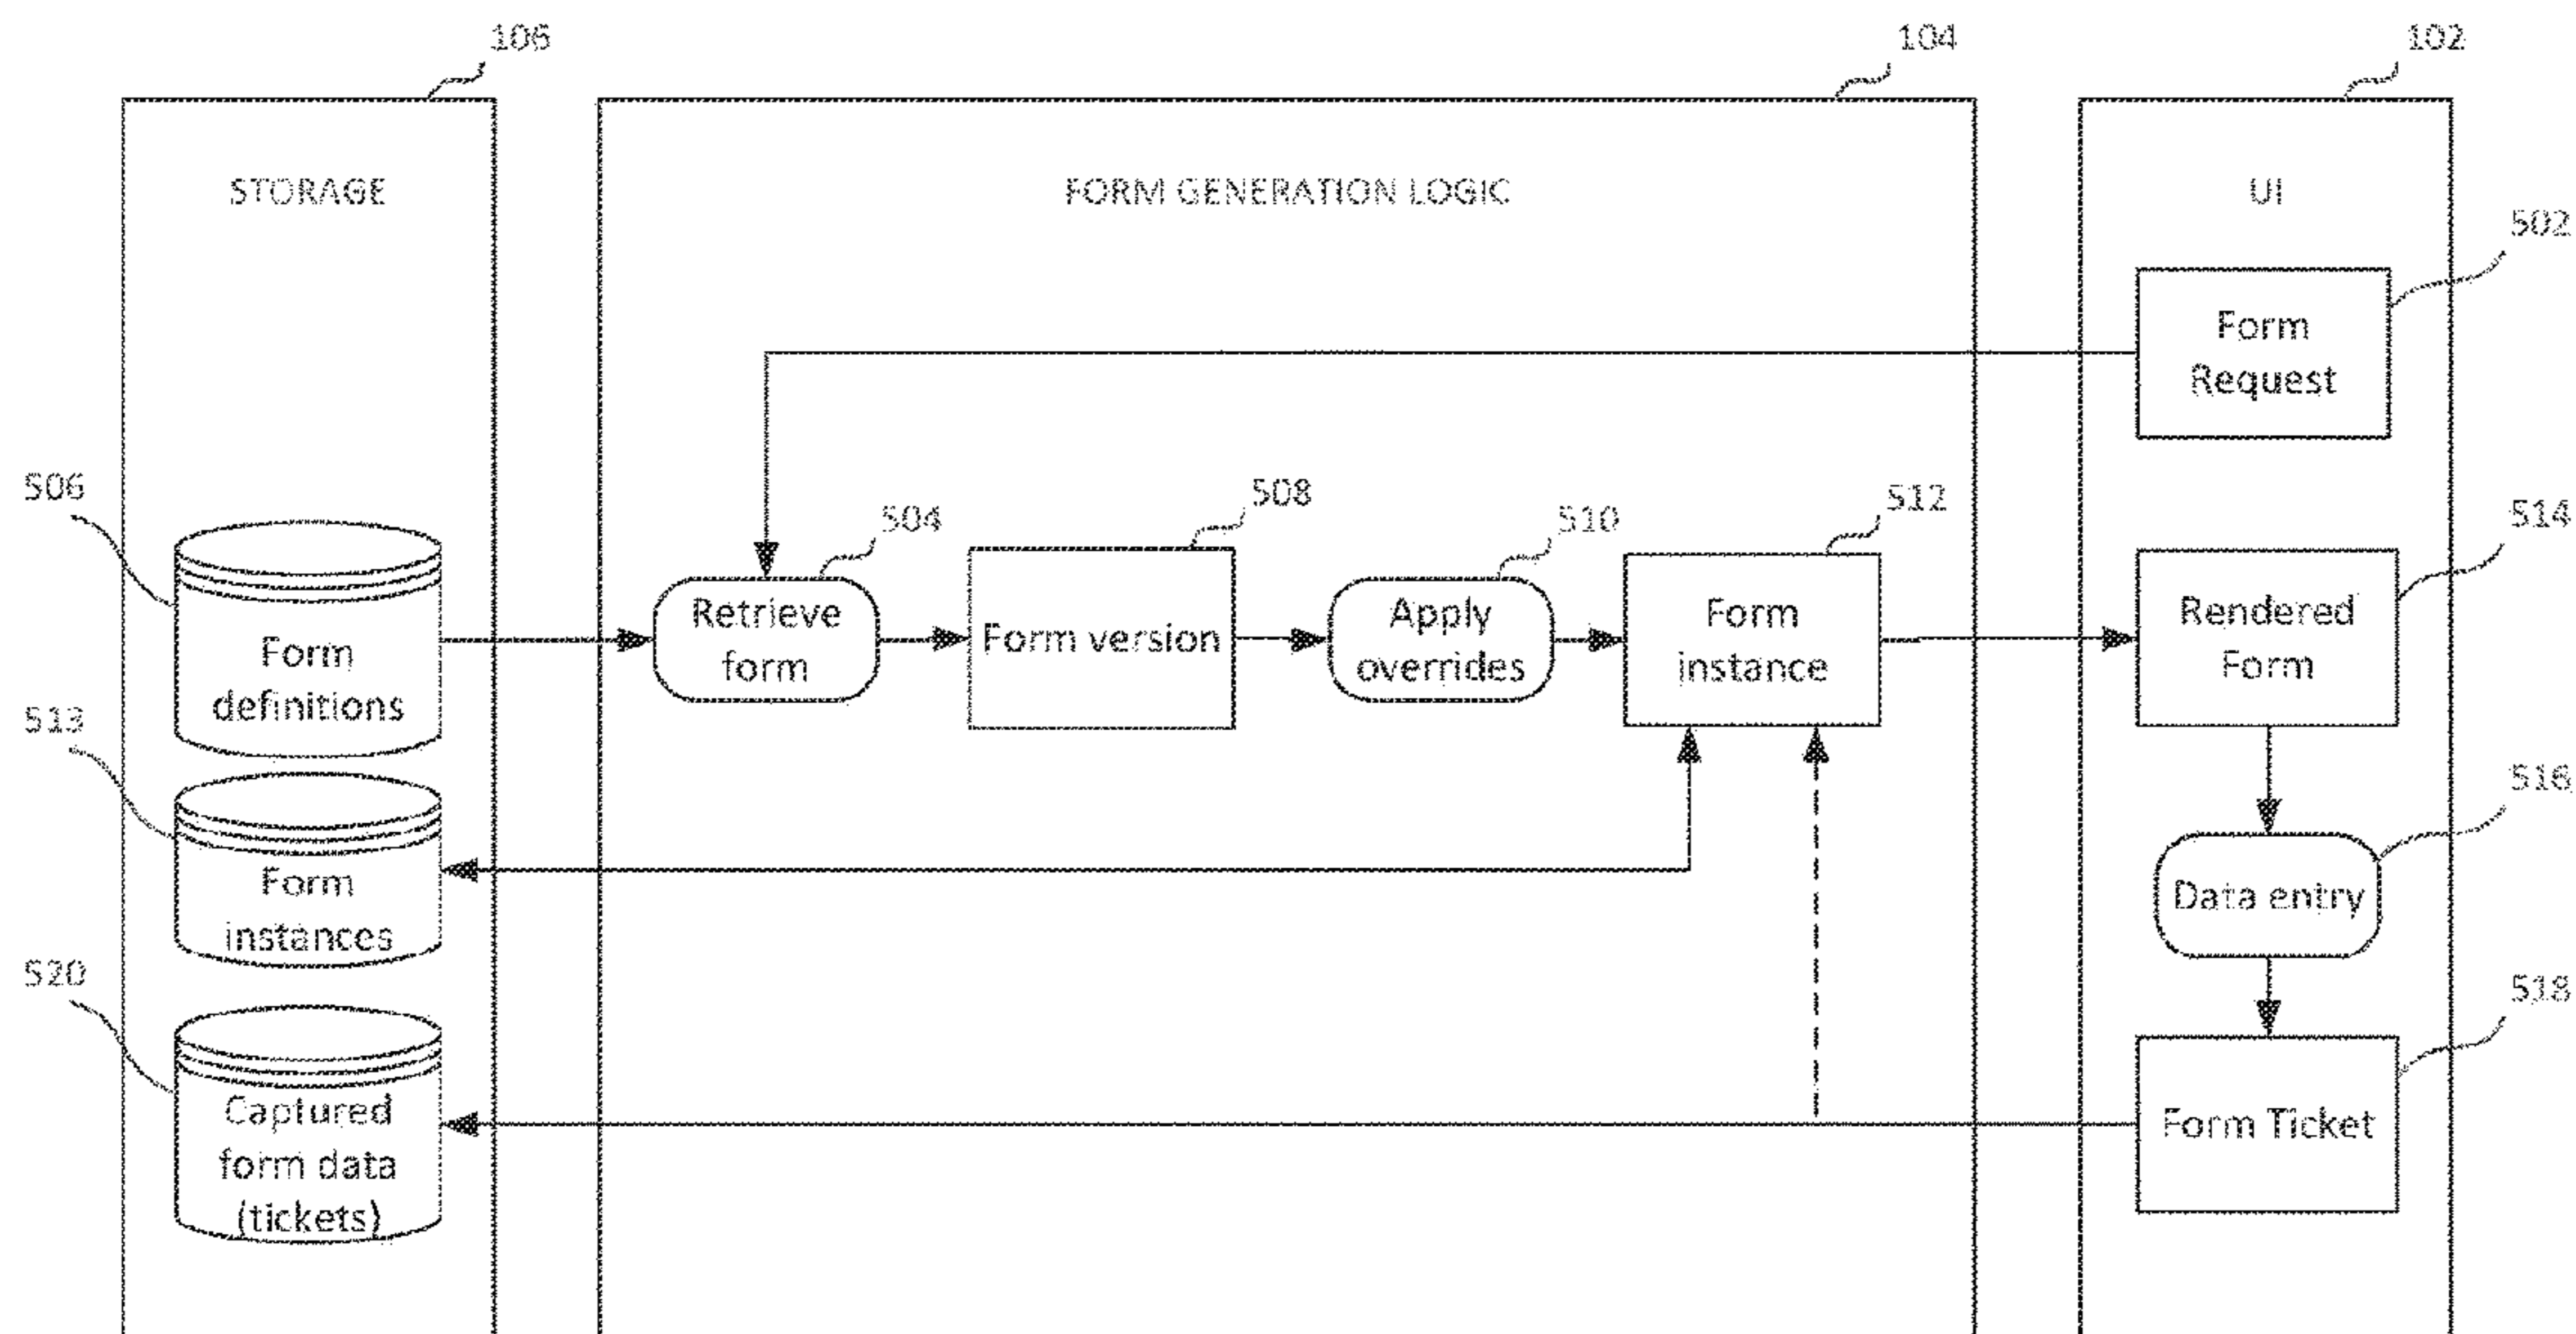 106
104
102
STORAGE
FORM GENERATION LOGIC
UI
502
Form
Request
506
508
504
510
512
514
Form
definitions
Retrieve
form
Form version
Apply
overrides
Form
instance
Rendered
Form
513
516
Form
instances
Data entry
520
518
Captured
form data
(tickets)
Form Ticket